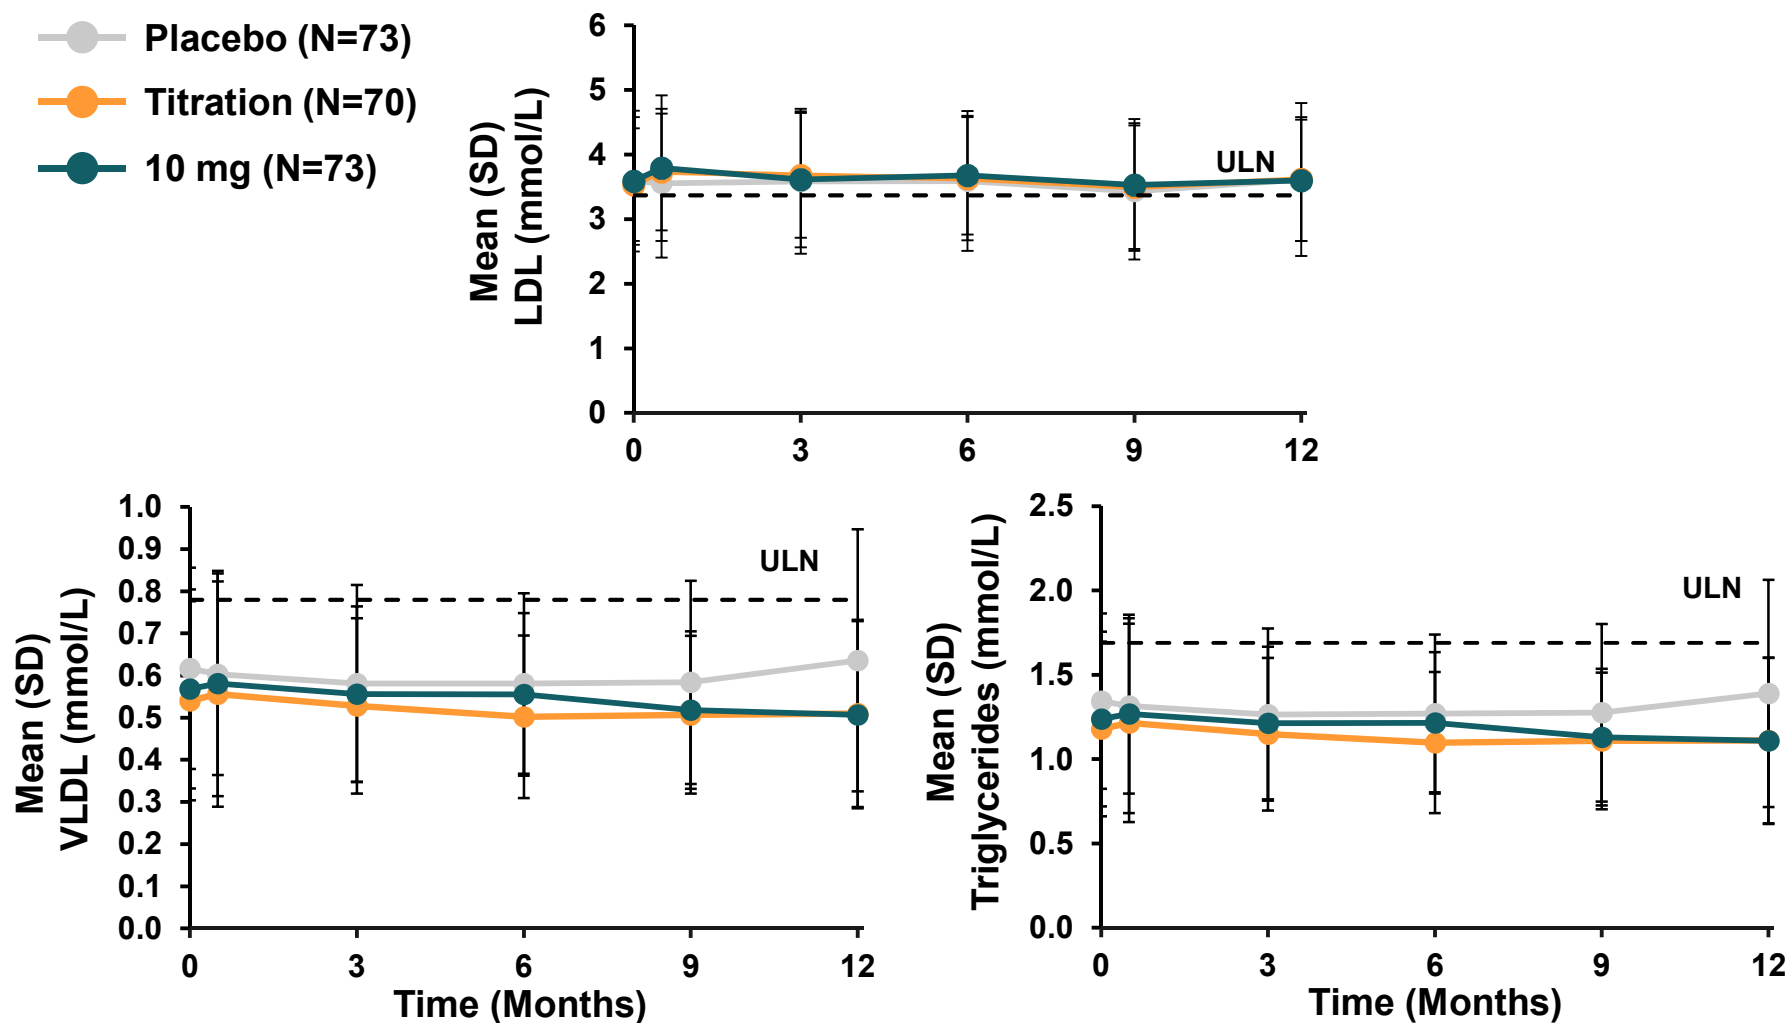 Placebo (N=73)
Titration (N=70)
10 mg (N=73)
Mean (SD)
LDL (mmol/L)
6
5
4
3
2
1
0
ULN
0 3 6 9 12
Mean (SD)
VLDL (mmol/L)
1.0
0.9
0.8
0.7
0.6
0.5
0.4
0.3
0.2
0.1
0.0
ULN
0 3 6 9 12
Time (Months)
Mean (SD)
Triglycerides (mmol/L)
2.5
2.0
1.5
1.0
0.5
0.0
ULN
0 3 6 9 12
Time (Months)